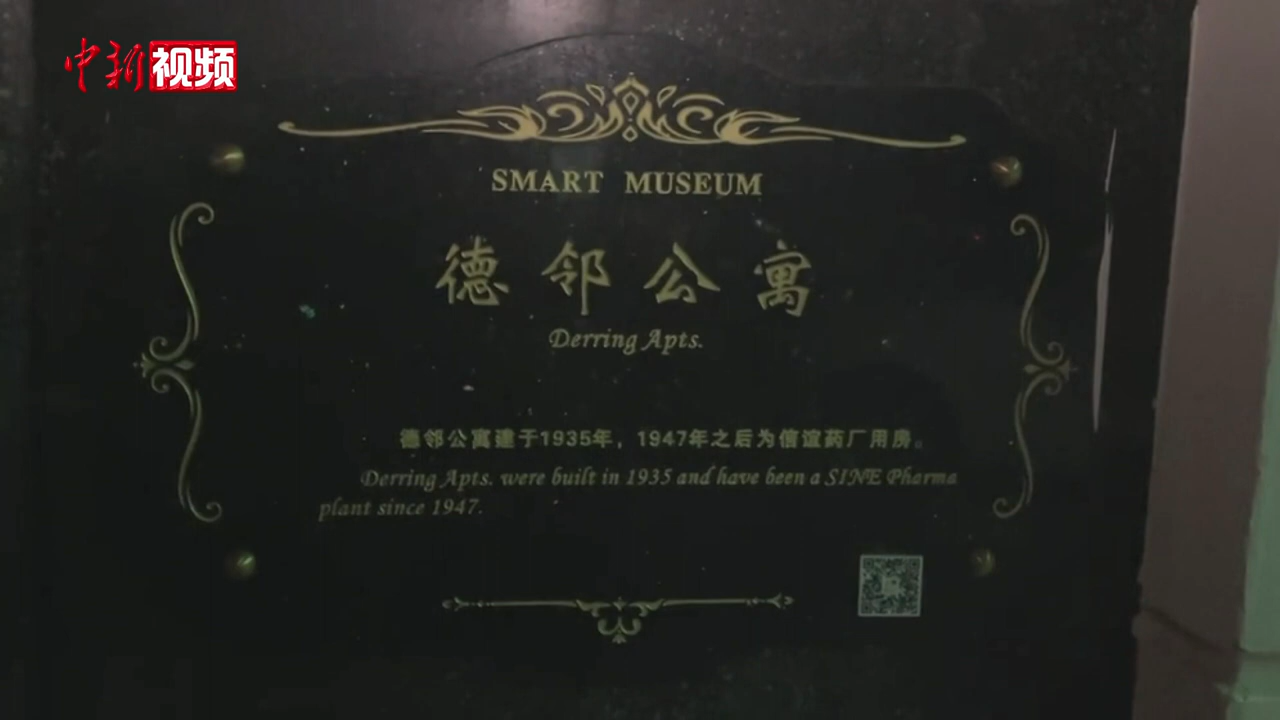 中新视频
SMART MUSEUM
德邻公寓
Derring Apts.
德邻公寓建于1935年，1947年之后为信谊药厂用房。
Derring Apts. were built in 1935 and have been a SINE Pharma
plant since 1947.